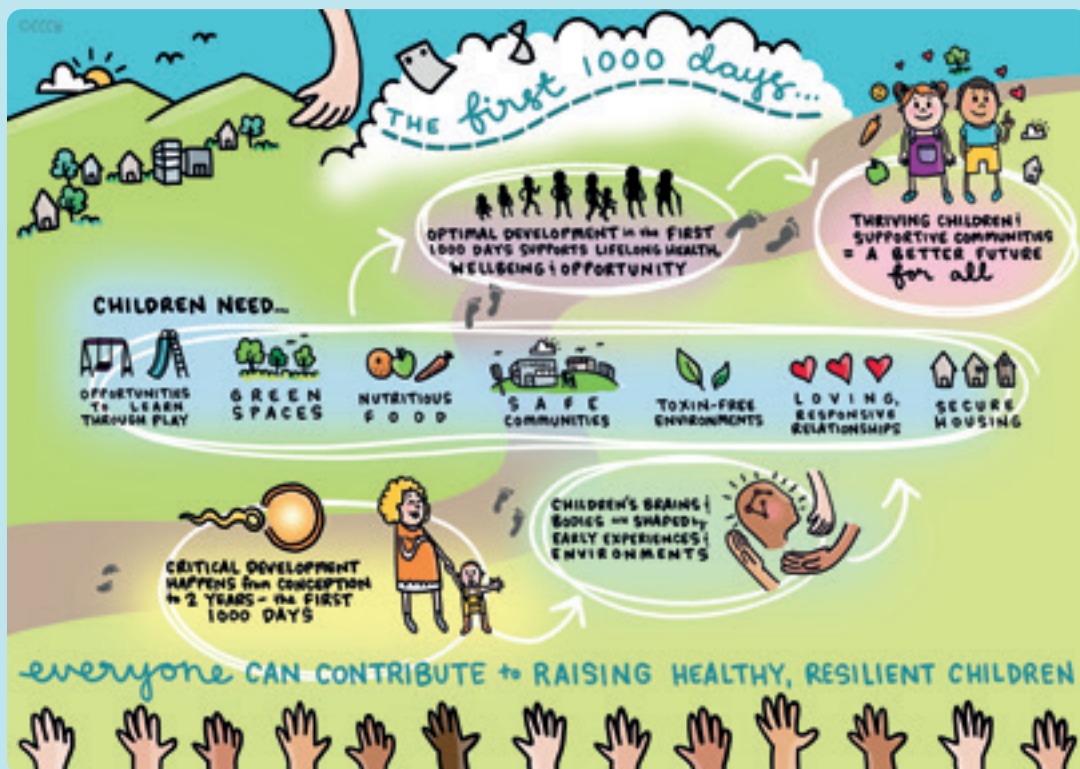 ©CCCH
THE first 1000 days...
OPTIMAL DEVELOPMENT in the FIRST
1000 DAYS SUPPORTS LIFELONG HEALTH,
WELLBEING & OPPORTUNITY
THRIVING CHILDREN &
SUPPORTIVE COMMUNITIES
= A BETTER FUTURE
for all
CHILDREN NEED...
OPPORTUNITIES
TO LEARN
THROUGH PLAY
GREEN
SPACES
NUTRITIOUS
FOOD
SAFE
COMMUNITIES
TOXIN-FREE
ENVIRONMENTS
LOVING,
RESPONSIVE
RELATIONSHIPS
SECURE
HOUSING
CRITICAL DEVELOPMENT
HAPPENS from CONCEPTION
to 2 YEARS - the FIRST
1000 DAYS
CHILDREN'S BRAINS &
BODIES are SHAPED by
EARLY EXPERIENCES &
ENVIRONMENTS
everyone CAN CONTRIBUTE to RAISING HEALTHY, RESILIENT CHILDREN